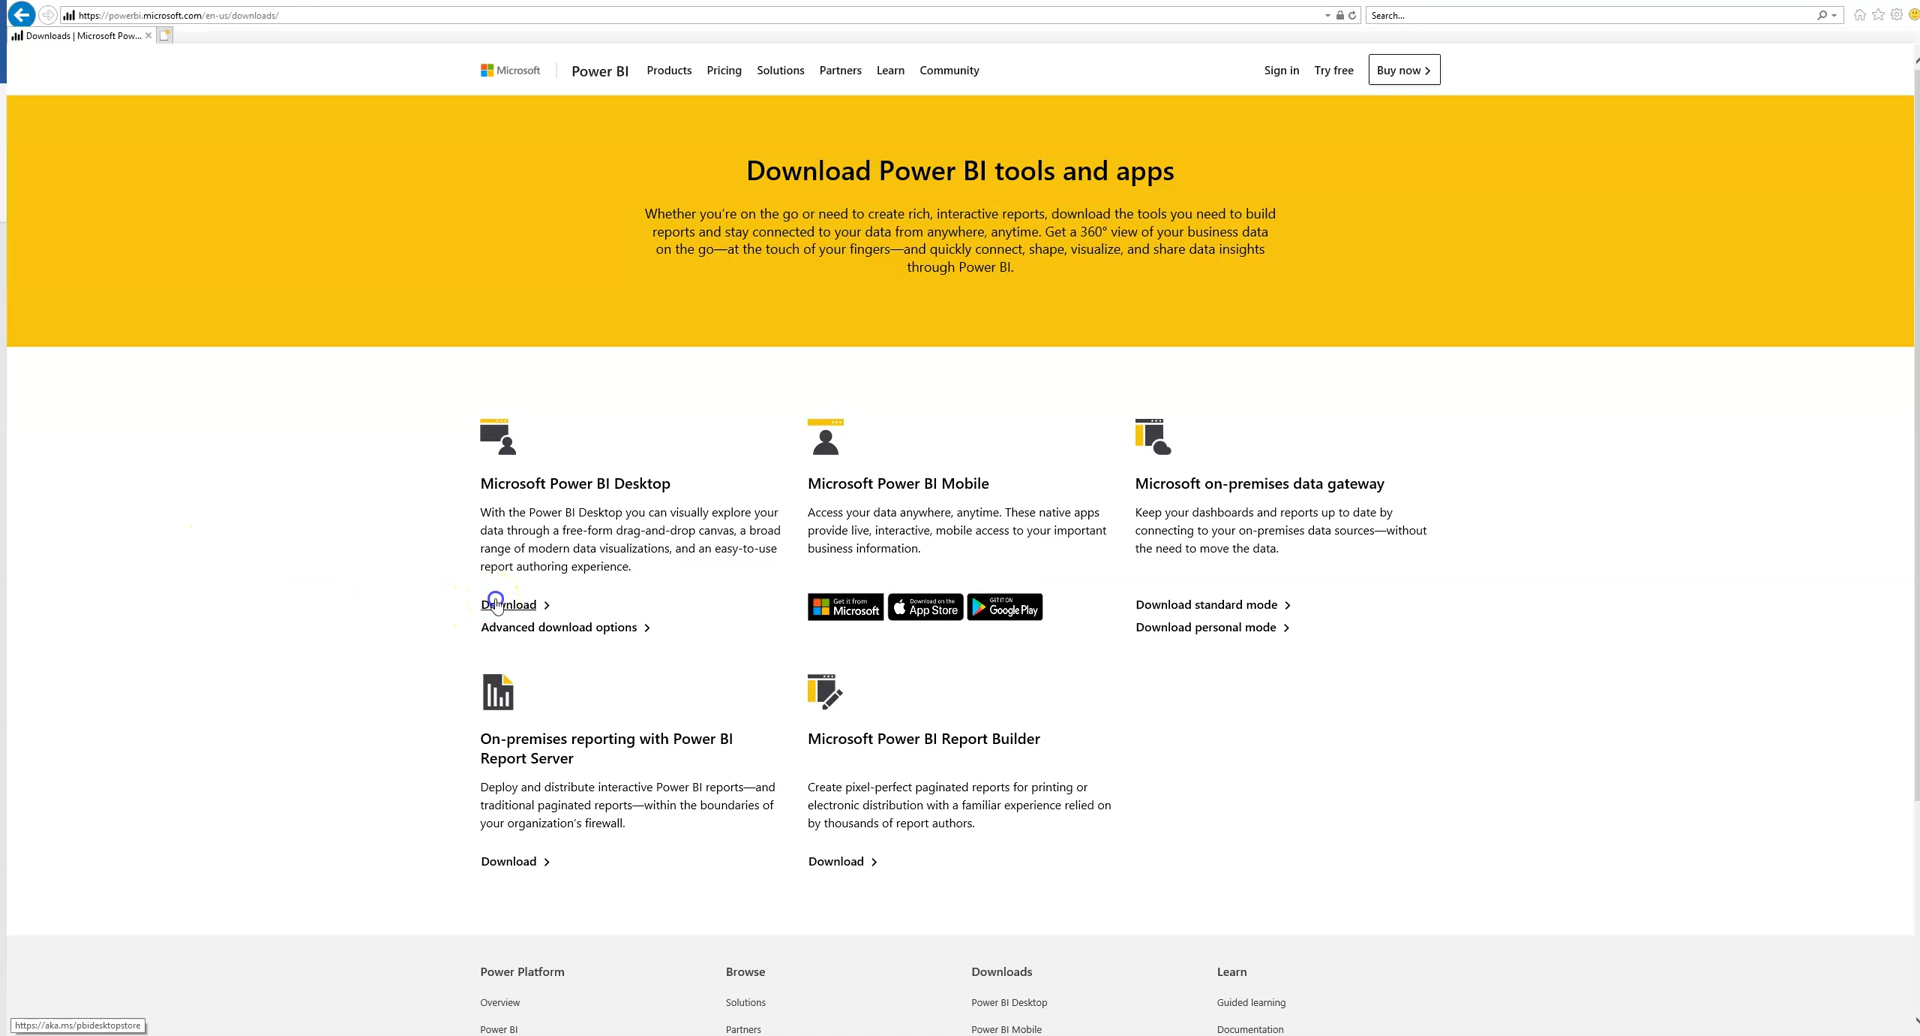 https://powerbi.microsoft.com/en-us/downloads/
Search...
Downloads | Microsoft Pow...
Microsoft
Power BI
Products
Pricing
Solutions
Partners
Learn
Community
Sign in
Try free
Buy now
Download Power BI tools and apps
Whether you're on the go or need to create rich, interactive reports, download the tools you need to build
reports and stay connected to your data from anywhere, anytime. Get a 360° view of your business data
on the go—at the touch of your fingers—and quickly connect, shape, visualize, and share data insights
through Power BI.
Microsoft Power BI Desktop
With the Power BI Desktop you can visually explore your
data through a free-form drag-and-drop canvas, a broad
range of modern data visualizations, and an easy-to-use
report authoring experience.
Download
Advanced download options
Microsoft Power BI Mobile
Access your data anywhere, anytime. These native apps
provide live, interactive, mobile access to your important
business information.
Get it from
Microsoft
Download on the
App Store
GET IT ON
Google Play
Microsoft on-premises data gateway
Keep your dashboards and reports up to date by
connecting to your on-premises data sources—without
the need to move the data.
Download standard mode
Download personal mode
On-premises reporting with Power BI
Report Server
Deploy and distribute interactive Power BI reports—and
traditional paginated reports—within the boundaries of
your organization's firewall.
Download
Microsoft Power BI Report Builder
Create pixel-perfect paginated reports for printing or
electronic distribution with a familiar experience relied on
by thousands of report authors.
Download
Power Platform
Overview
Power BI
Browse
Solutions
Partners
Downloads
Power BI Desktop
Power BI Mobile
Learn
Guided learning
Documentation
https://aka.ms/pbidesktopstore